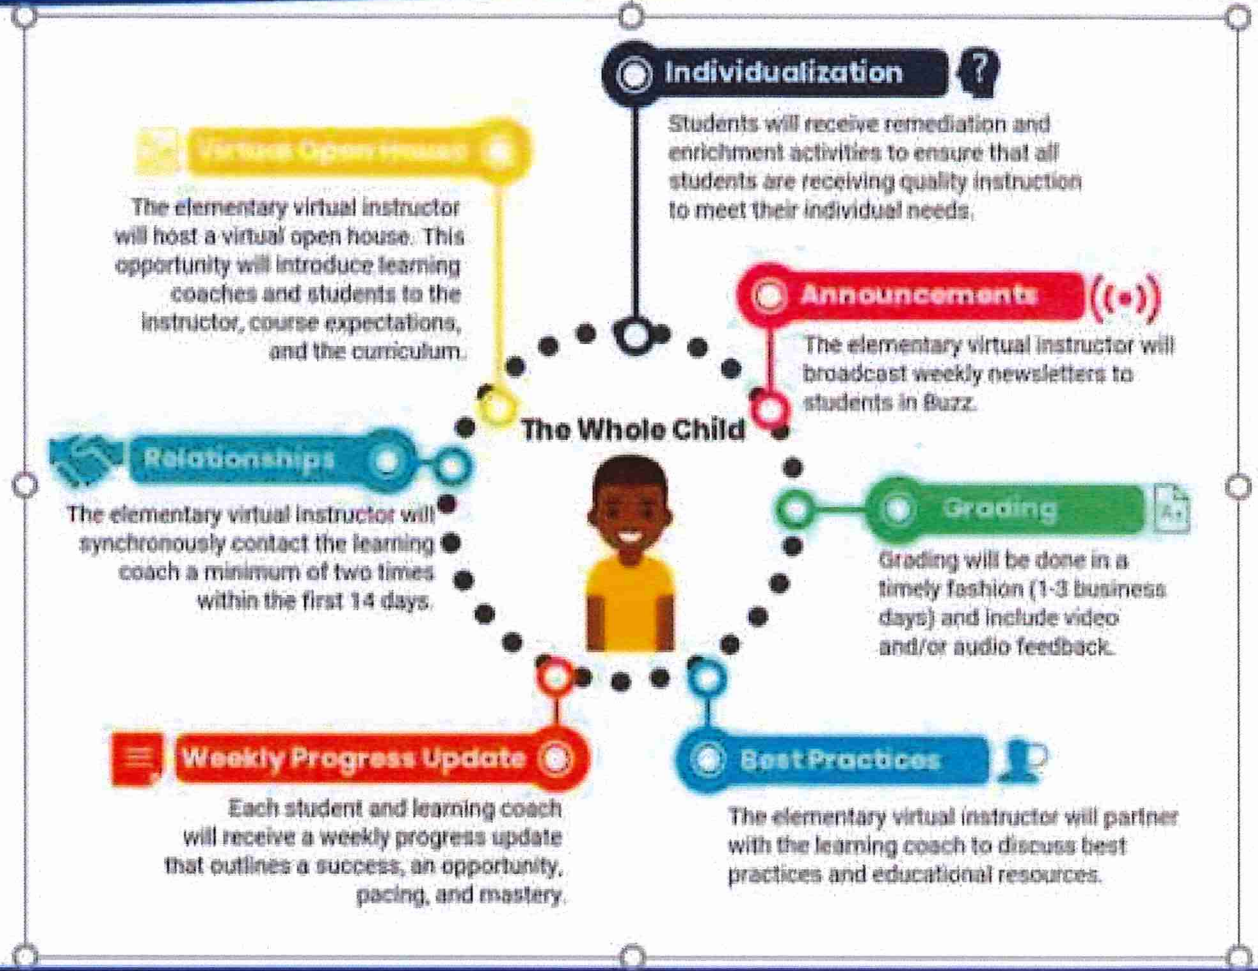 Individualization
Students will receive remediation and
enrichment activities to ensure that all
students are receiving quality instruction
to meet their individual needs.
Virtual Open House
The elementary virtual instructor
will host a virtual open house. This
opportunity will introduce learning
coaches and students to the
instructor, course expectations,
and the curriculum.
Announcements
The elementary virtual instructor will
broadcast weekly newsletters to
students in Buzz.
The Whole Child
Relationships
The elementary virtual instructor will
synchronously contact the learning
coach a minimum of two times
within the first 14 days.
Grading
A+
Grading will be done in a
timely fashion (1-3 business
days) and include video
and/or audio feedback.
Weekly Progress Update
Each student and learning coach
will receive a weekly progress update
that outlines a success, an opportunity,
pacing, and mastery.
Best Practices
The elementary virtual instructor will partner
with the learning coach to discuss best
practices and educational resources.